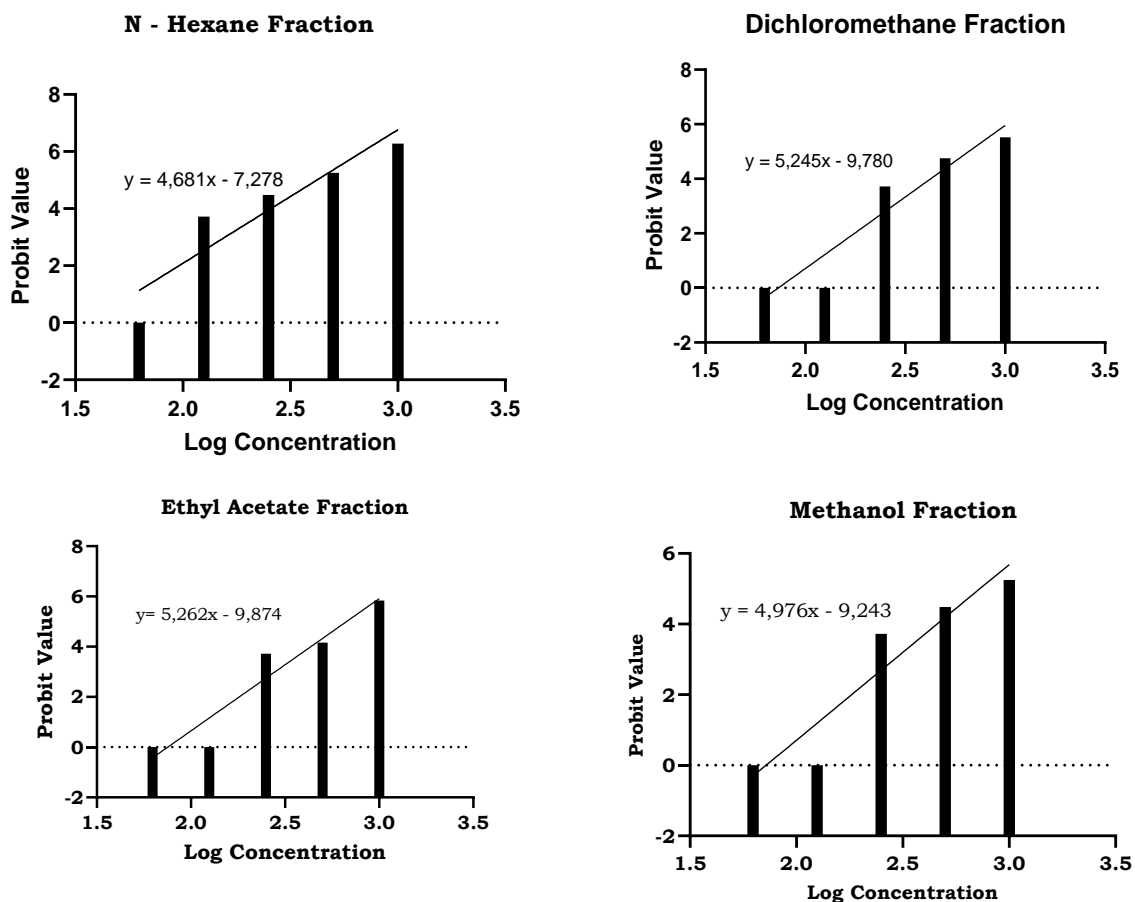 N - Hexane Fraction
8
6
4
2
0
-2
1.5
2.0
2.5
3.0
3.5
Probit Value
Log Concentration
y = 4,681x - 7,278
Dichloromethane Fraction
8
6
4
2
0
-2
1.5
2.0
2.5
3.0
3.5
Probit Value
Log Concentration
y = 5,245x - 9,780
Ethyl Acetate Fraction
8
6
4
2
0
-2
1.5
2.0
2.5
3.0
3.5
Probit Value
Log Concentration
y= 5,262x - 9,874
Methanol Fraction
6
4
2
0
-2
1.5
2.0
2.5
3.0
3.5
Probit Value
Log Concentration
y = 4,976x - 9,243